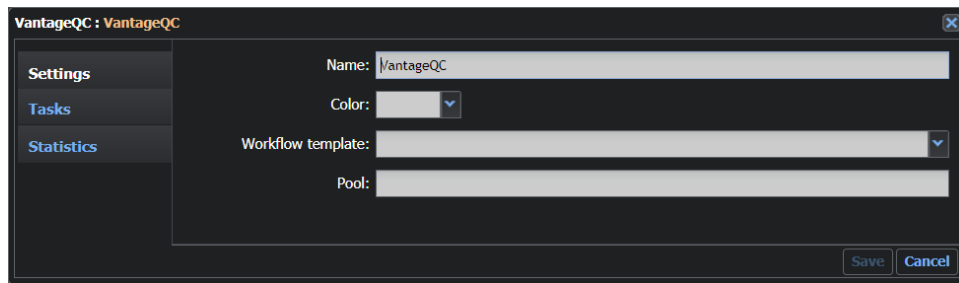 VantageQC : VantageQC
Settings
Tasks
Statistics
Name: VantageQC
Color:
Workflow template:
Pool:
Save Cancel